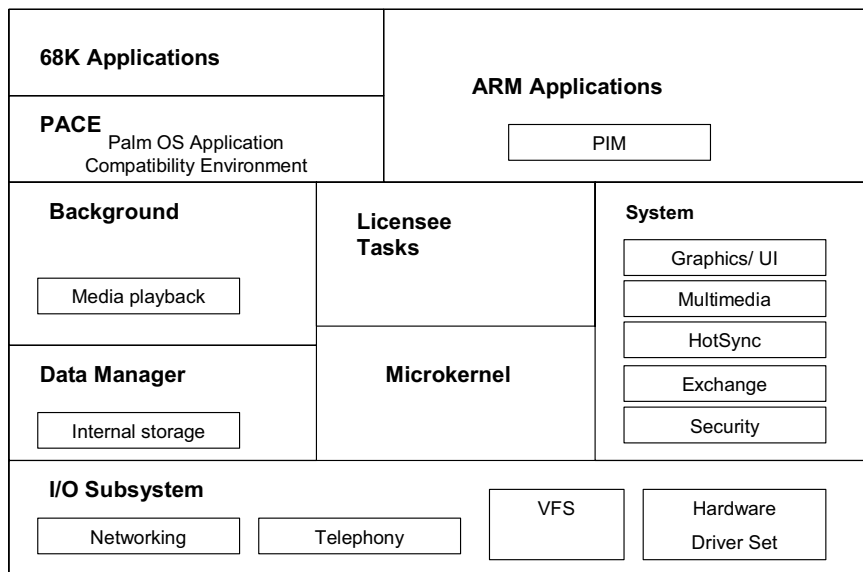 68K Applications
ARM Applications
PACE
Palm OS Application
Compatibility Environment
PIM
Background
Media playback
Licensee
Tasks
System
Graphics/ UI
Multimedia
HotSync
Exchange
Security
Data Manager
Internal storage
Microkernel
I/O Subsystem
Networking
Telephony
VFS
Hardware
Driver Set